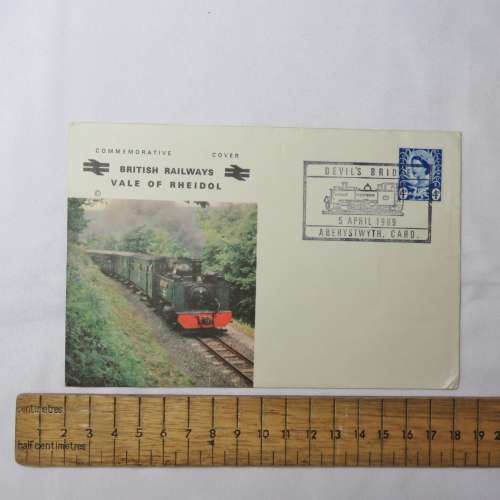 COMMEMORATIVE COVER
BRITISH RAILWAYS
VALE OF RHEIDOL
©
DEVIL'S BRID
5 APRIL 1969
ABERYSTWYTH, CARD.
centimetres
1 2 3 4 5 6 7 8 9 10 11 12 13 14 15 16 17 18 19 2
half centimetres